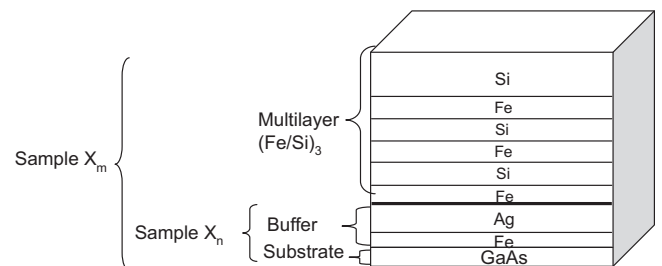 Si
Fe
Si
Fe
Si
Fe
Ag
Fe
GaAs
Multilayer
(Fe/Si)₃
Sample Xₘ
Sample Xₙ
Buffer
Substrate